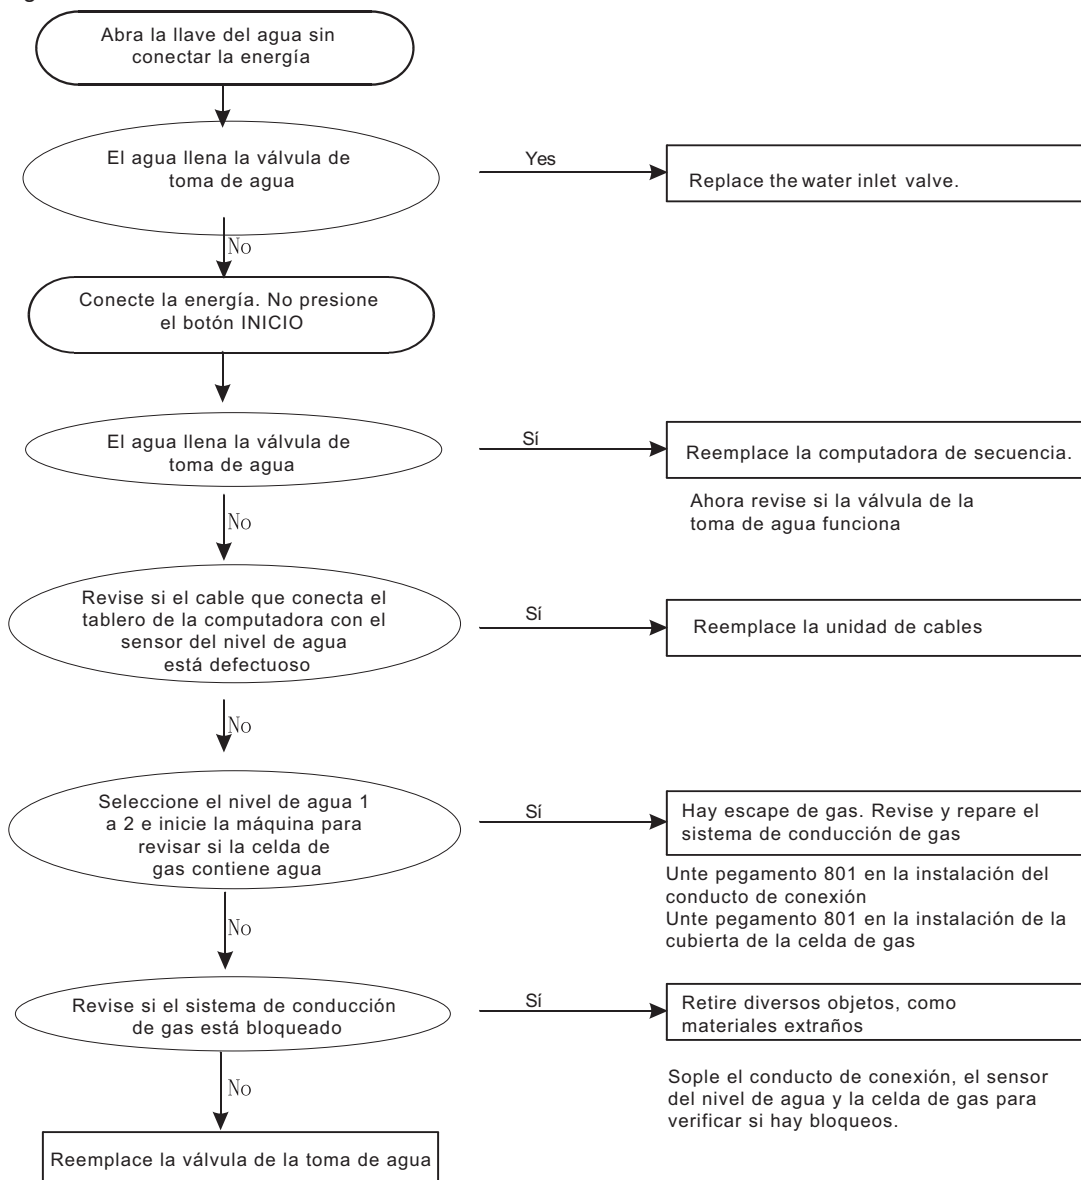 Abra la llave del agua sin
conectar la energía
El agua llena la válvula de
toma de agua
Yes
Replace the water inlet valve.
No
Conecte la energía. No presione
el botón INICIO
El agua llena la válvula de
toma de agua
Sí
Reemplace la computadora de secuencia.
Ahora revise si la válvula de la
toma de agua funciona
No
Revise si el cable que conecta el
tablero de la computadora con el
sensor del nivel de agua
está defectuoso
Sí
Reemplace la unidad de cables
No
Seleccione el nivel de agua 1
a 2 e inicie la máquina para
revisar si la celda de
gas contiene agua
Sí
Hay escape de gas. Revise y repare el
sistema de conducción de gas
Unte pegamento 801 en la instalación del
conducto de conexión
Unte pegamento 801 en la instalación de la
cubierta de la celda de gas
No
Revise si el sistema de conducción
de gas está bloqueado
Sí
Retire diversos objetos, como
materiales extraños
Sople el conducto de conexión, el sensor
del nivel de agua y la celda de gas para
verificar si hay bloqueos.
No
Reemplace la válvula de la toma de agua